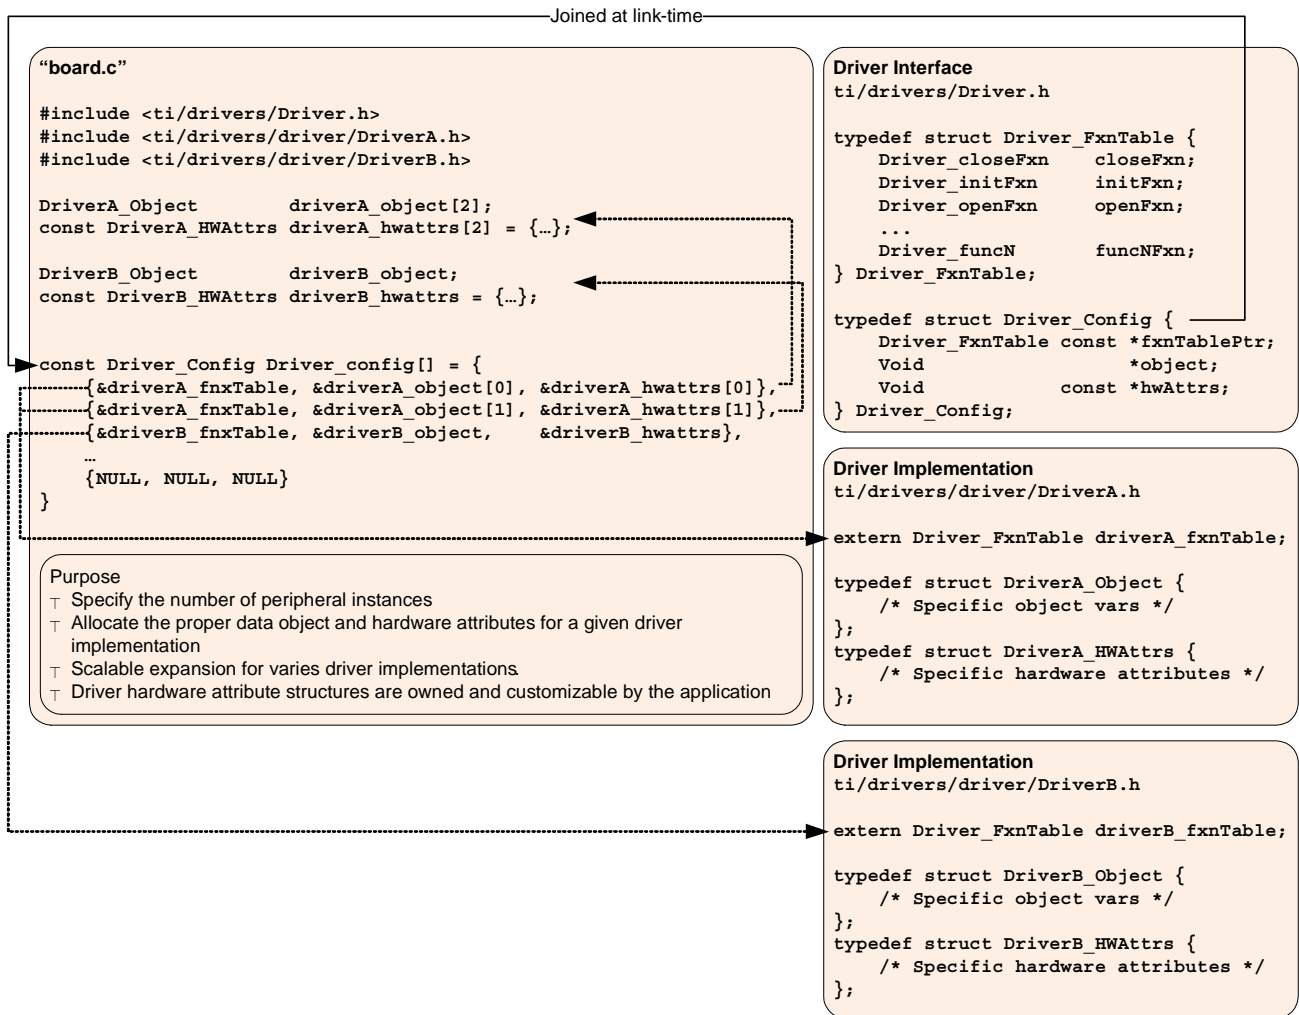 Joined at link-time
“board.c”
#include <ti/drivers/Driver.h>
#include <ti/drivers/driver/DriverA.h>
#include <ti/drivers/driver/DriverB.h>
DriverA_Object        driverA_object[2];
const DriverA_HWAttrs driverA_hwattrs[2] = {…};
DriverB_Object        driverB_object;
const DriverB_HWAttrs driverB_hwattrs = {…};
const Driver_Config Driver_config[] = {
{&driverA_fnxTable, &driverA_object[0], &driverA_hwattrs[0]},
{&driverA_fnxTable, &driverA_object[1], &driverA_hwattrs[1]},
{&driverB_fnxTable, &driverB_object,    &driverB_hwattrs},
…
{NULL, NULL, NULL}
}
Purpose
⊤ Specify the number of peripheral instances
⊤ Allocate the proper data object and hardware attributes for a given driver
implementation
⊤ Scalable expansion for varies driver implementations.
⊤ Driver hardware attribute structures are owned and customizable by the application
Driver Interface
ti/drivers/Driver.h
typedef struct Driver_FxnTable {
Driver_closeFxn    closeFxn;
Driver_initFxn     initFxn;
Driver_openFxn     openFxn;
...
Driver_funcN       funcNFxn;
} Driver_FxnTable;
typedef struct Driver_Config {
Driver_FxnTable const *fxnTablePtr;
Void                  *object;
Void            const *hwAttrs;
} Driver_Config;
Driver Implementation
ti/drivers/driver/DriverA.h
extern Driver_FxnTable driverA_fxnTable;
typedef struct DriverA_Object {
/* Specific object vars */
};
typedef struct DriverA_HWAttrs {
/* Specific hardware attributes */
};
Driver Implementation
ti/drivers/driver/DriverB.h
extern Driver_FxnTable driverB_fxnTable;
typedef struct DriverB_Object {
/* Specific object vars */
};
typedef struct DriverB_HWAttrs {
/* Specific hardware attributes */
};